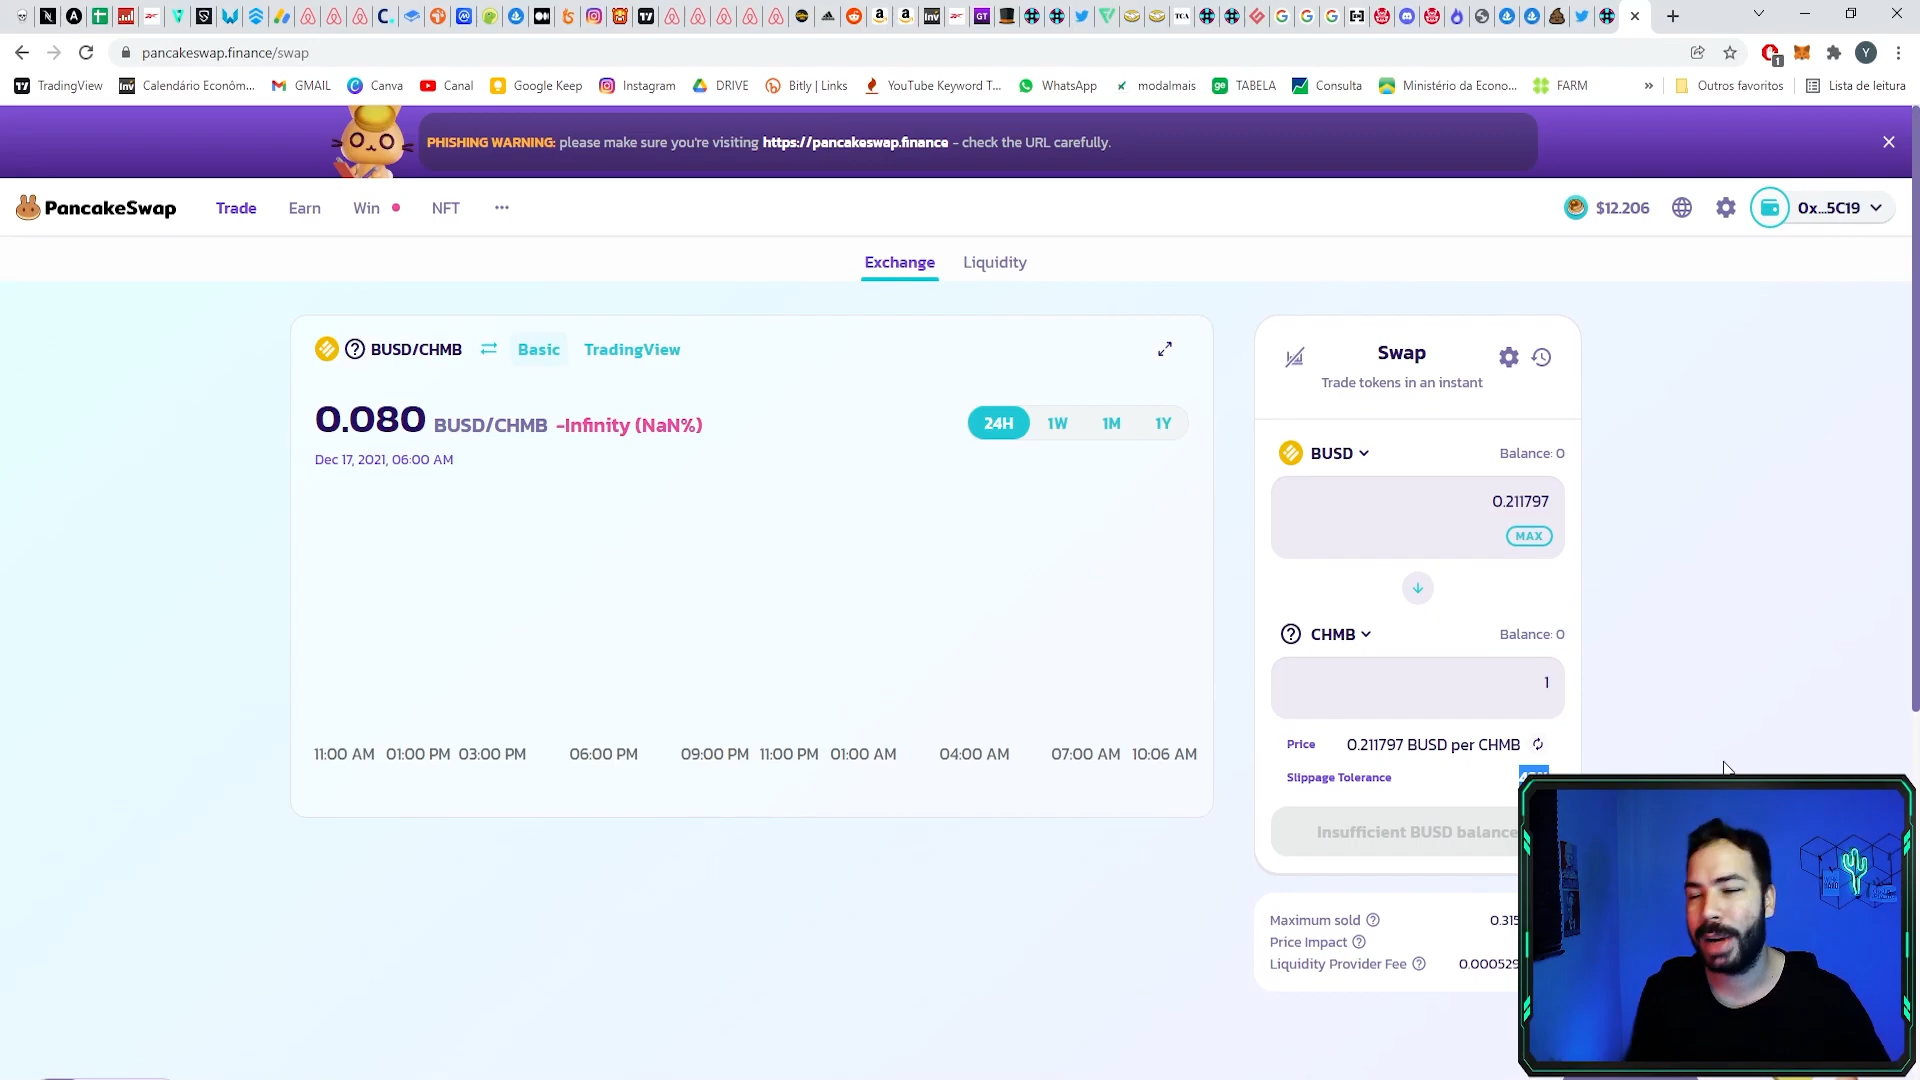 pancakeswap.finance/swap
1
Y
TradingView
Calendário Econôm...
GMAIL
Canva
Canal
Google Keep
Instagram
DRIVE
Bitly | Links
YouTube Keyword T...
WhatsApp
modalmais
TABELA
Consulta
Ministério da Econo...
FARM
»
Outros favoritos
Lista de leitura
PHISHING WARNING: please make sure you're visiting https://pancakeswap.finance - check the URL carefully.
PancakeSwap
Trade
Earn
Win
NFT
$12.206
0x...5C19
Exchange
Liquidity
BUSD/CHMB
Basic
TradingView
0.080 BUSD/CHMB -Infinity (NaN%)
24H
1W
1M
1Y
Dec 17, 2021, 06:00 AM
11:00 AM
01:00 PM
03:00 PM
06:00 PM
09:00 PM
11:00 PM
01:00 AM
04:00 AM
07:00 AM
10:06 AM
Swap
Trade tokens in an instant
BUSD
Balance: 0
0.211797
MAX
CHMB
Balance: 0
1
Price
0.211797 BUSD per CHMB
Slippage Tolerance
Insufficient BUSD balance
Maximum sold
0.315
Price Impact
Liquidity Provider Fee
0.000529